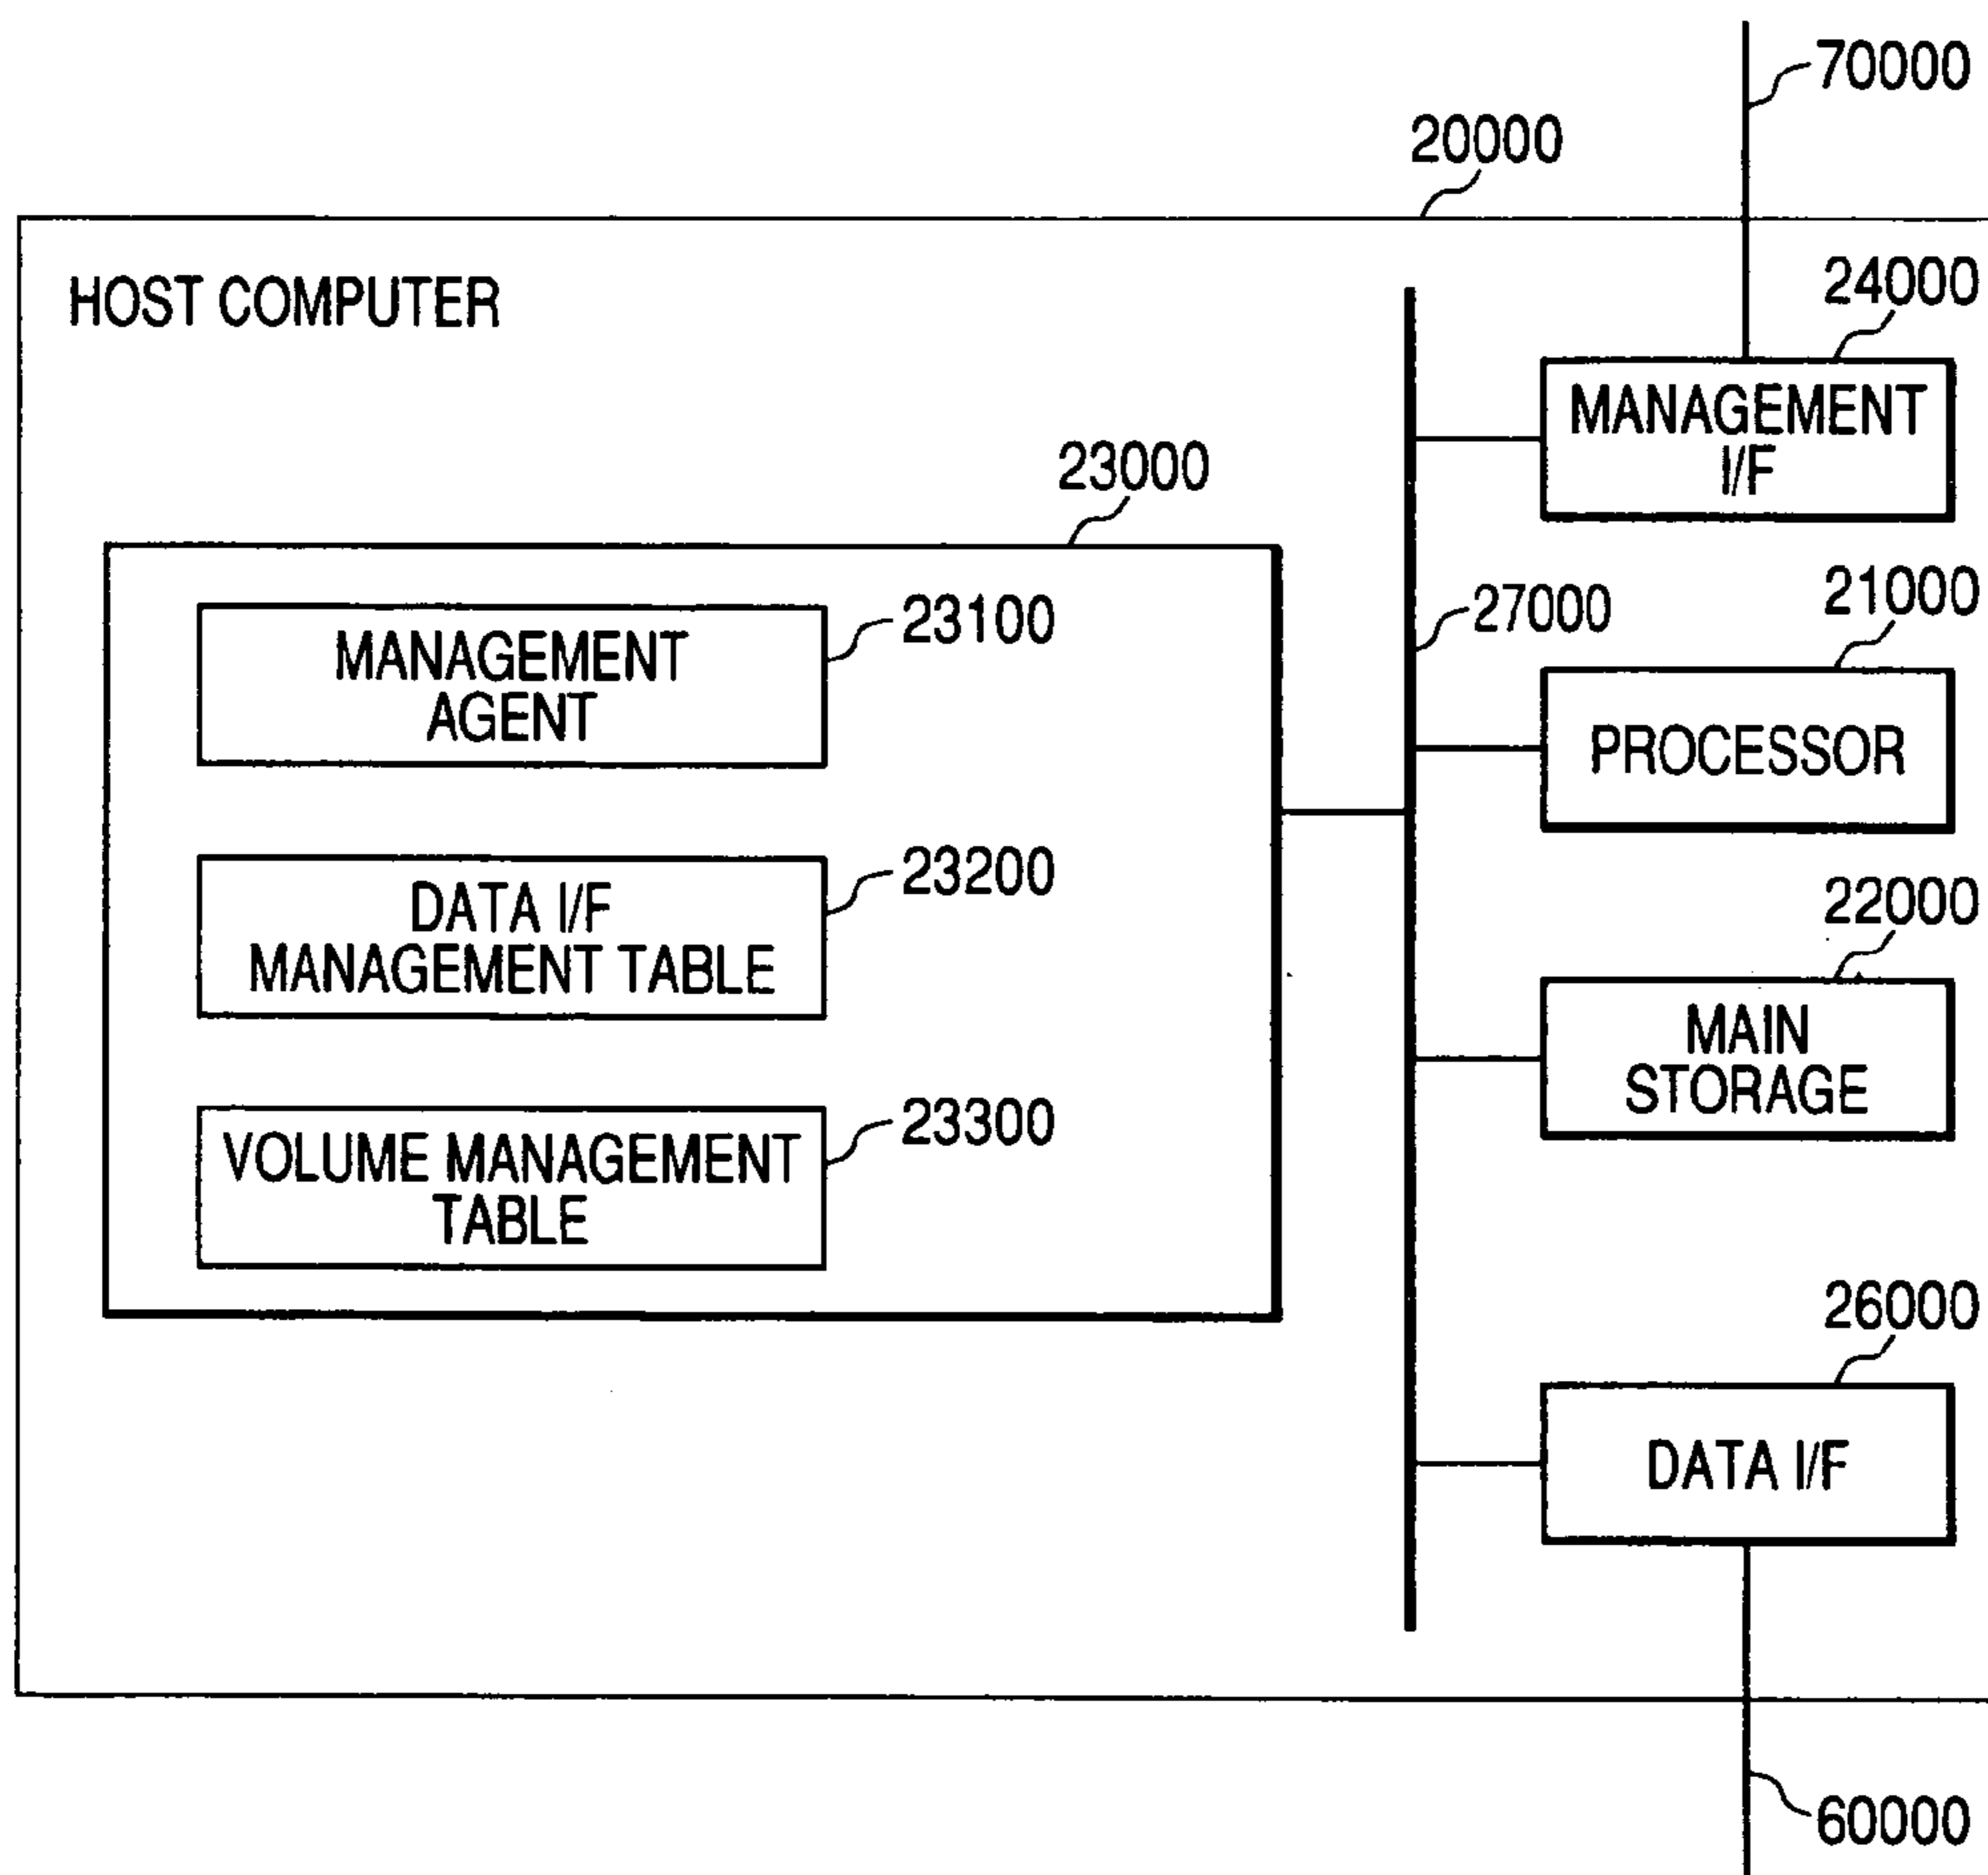 70000
20000
HOST COMPUTER
24000
MANAGEMENT
I/F
23000
23100
MANAGEMENT
AGENT
27000
21000
PROCESSOR
23200
DATA I/F
MANAGEMENT TABLE
22000
MAIN
STORAGE
23300
VOLUME MANAGEMENT
TABLE
26000
DATA I/F
60000